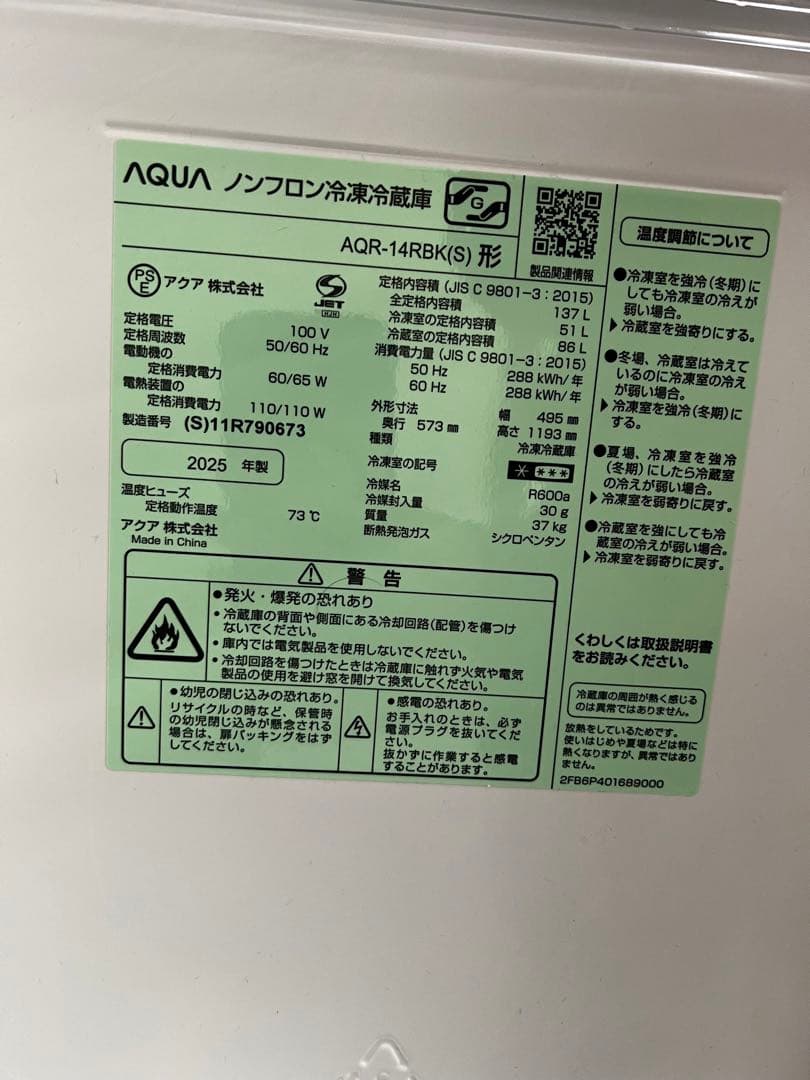 AQUA ノンフロン冷凍冷蔵庫
G
AQR-14RBK(S) 形
製品関連情報
PS
E
アクア 株式会社
JET
定格電圧 100 V
定格周波数 50/60 Hz
電動機の
定格消費電力 60/65 W
電熱装置の
定格消費電力 110/110 W
製造番号 (S)11R790673
2025 年製
温度ヒューズ
定格動作温度 73 ℃
アクア 株式会社
Made in China
定格内容積 (JIS C 9801-3 : 2015)
全定格内容積 137 L
冷凍室の定格内容積 51 L
冷蔵室の定格内容積 86 L
消費電力量 (JIS C 9801-3 : 2015)
50 Hz 288 kWh/年
60 Hz 288 kWh/年
外形寸法 幅 495 ㎜
奥行 573 ㎜ 高さ 1193 ㎜
種類 冷凍冷蔵庫
冷凍室の記号 * ***
冷媒名 R600a
冷媒封入量 30 g
質量 37 kg
断熱発泡ガス シクロペンタン
警告
●発火・爆発の恐れあり
・冷蔵庫の背面や側面にある冷却回路(配管)を傷つけ
ないでください。
・庫内では電気製品を使用しないでください。
・冷却回路を傷つけたときは冷蔵庫に触れず火気や電気
製品の使用を避け窓を開けて換気してください。
●幼児の閉じ込みの恐れあり。
リサイクルの時など、保管時
の幼児閉じ込みが懸念される
場合は、扉パッキングをはず
してください。
●感電の恐れあり。
お手入れのときは、必ず
電源プラグを抜いてくだ
さい。
抜かずに作業すると感電
することがあります。
温度調節について
●冷凍室を強冷(冬期)に
しても冷凍室の冷えが
弱い場合。
▶冷蔵室を強寄りにする。
●冬場、冷蔵室は冷えて
いるのに冷凍室の冷え
が弱い場合。
▶冷凍室を強冷(冬期)に
する。
●夏場、冷凍室を強冷
(冬期)にしたら冷蔵室
の冷えが弱い場合。
▶冷凍室を弱寄りに戻す。
●冷蔵室を強にしても冷
蔵室の冷えが弱い場合。
▶冷凍室を弱寄りに戻す。
くわしくは取扱説明書
をお読みください。
冷蔵庫の周囲が熱く感じる
のは異常ではありません。
放熱をしているためです。
使いはじめや夏場などは特に
熱くなりますが、異常ではあり
ません。
2FB6P401689000